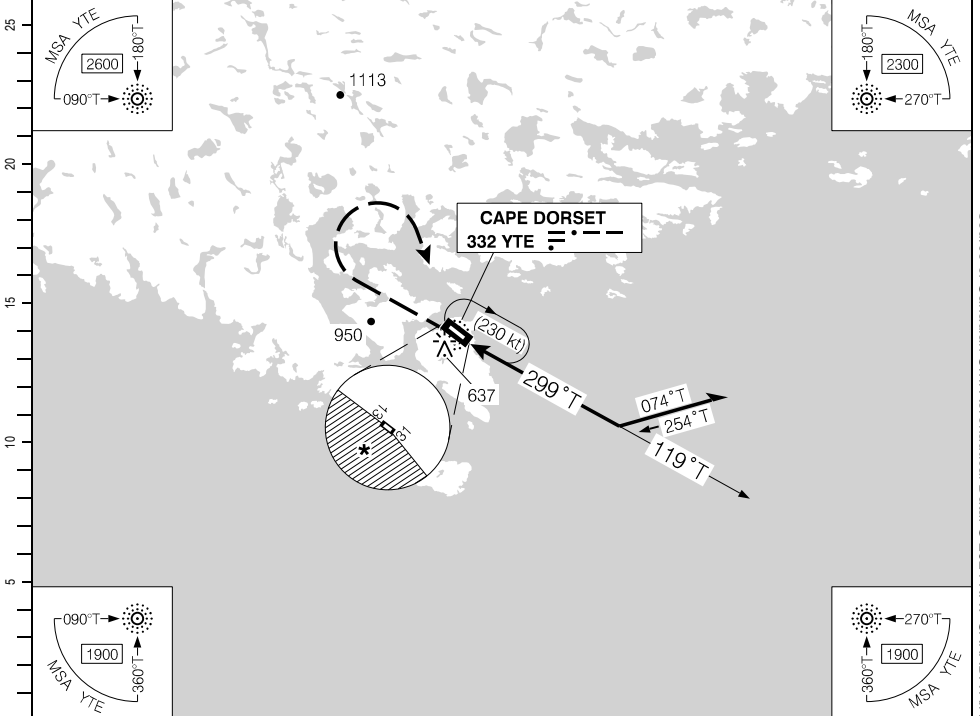 25
20
15
10
5
MSA YTE
2600
180°T
090°T
MSA YTE
2300
180°T
270°T
1113
CAPE DORSET
332 YTE
(230 kt)
950
637
299°T
074°T
254°T
119°T
13
31
*
090°T
1900
360°T
MSA YTE
270°T
1900
360°T
MSA YTE